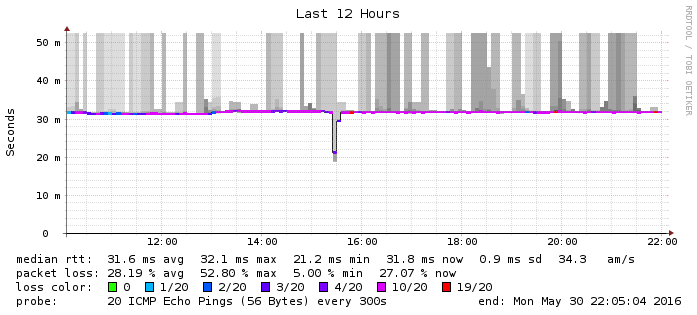 Last 12 Hours
RRDTOOL / TOBI OETIKER
Seconds
50 m
40 m
30 m
20 m
10 m
0
12:00 14:00 16:00 18:00 20:00 22:00
median rtt: 31.6 ms avg 32.1 ms max 21.2 ms min 31.8 ms now 0.9 ms sd 34.3 am/s
packet loss: 28.19 % avg 52.80 % max 5.00 % min 27.07 % now
loss color: 0 1/20 2/20 3/20 4/20 10/20 19/20
probe: 20 ICMP Echo Pings (56 Bytes) every 300s end: Mon May 30 22:05:04 2016